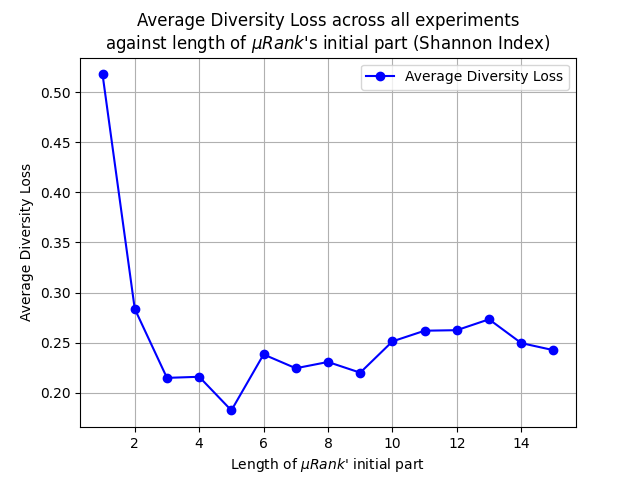 Average Diversity Loss across all experiments
against length of μRank's initial part (Shannon Index)
Average Diversity Loss
0.50
0.45
0.40
0.35
0.30
0.25
0.20
Average Diversity Loss
2 4 6 8 10 12 14
Length of μRank' initial part